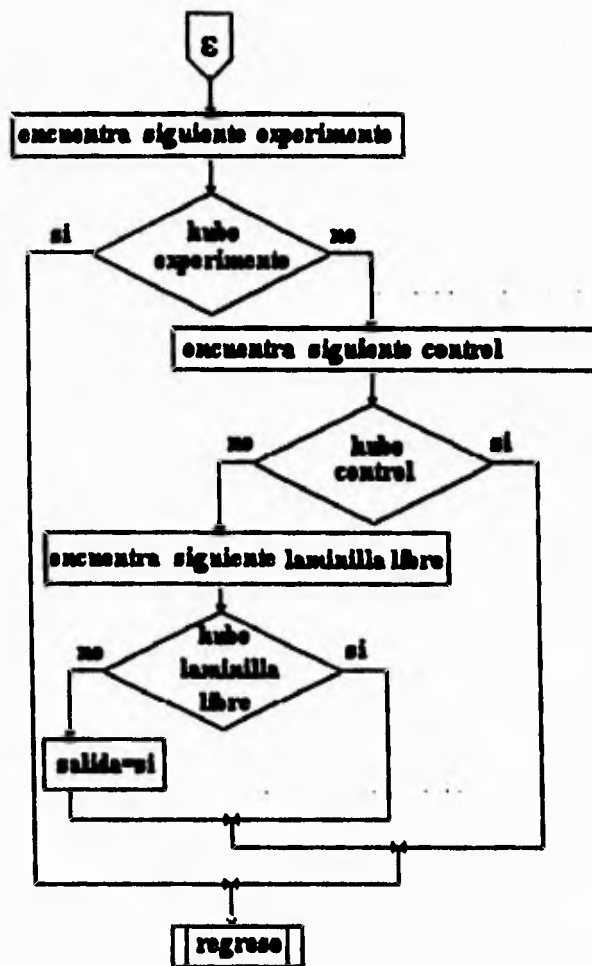 ε
encuentra siguiente experimento
si
hubo
experimento
no
encuentra siguiente control
no
hubo
control
si
encuentra siguiente laminilla libre
no
hubo
laminilla
libre
si
salida=si
regreso